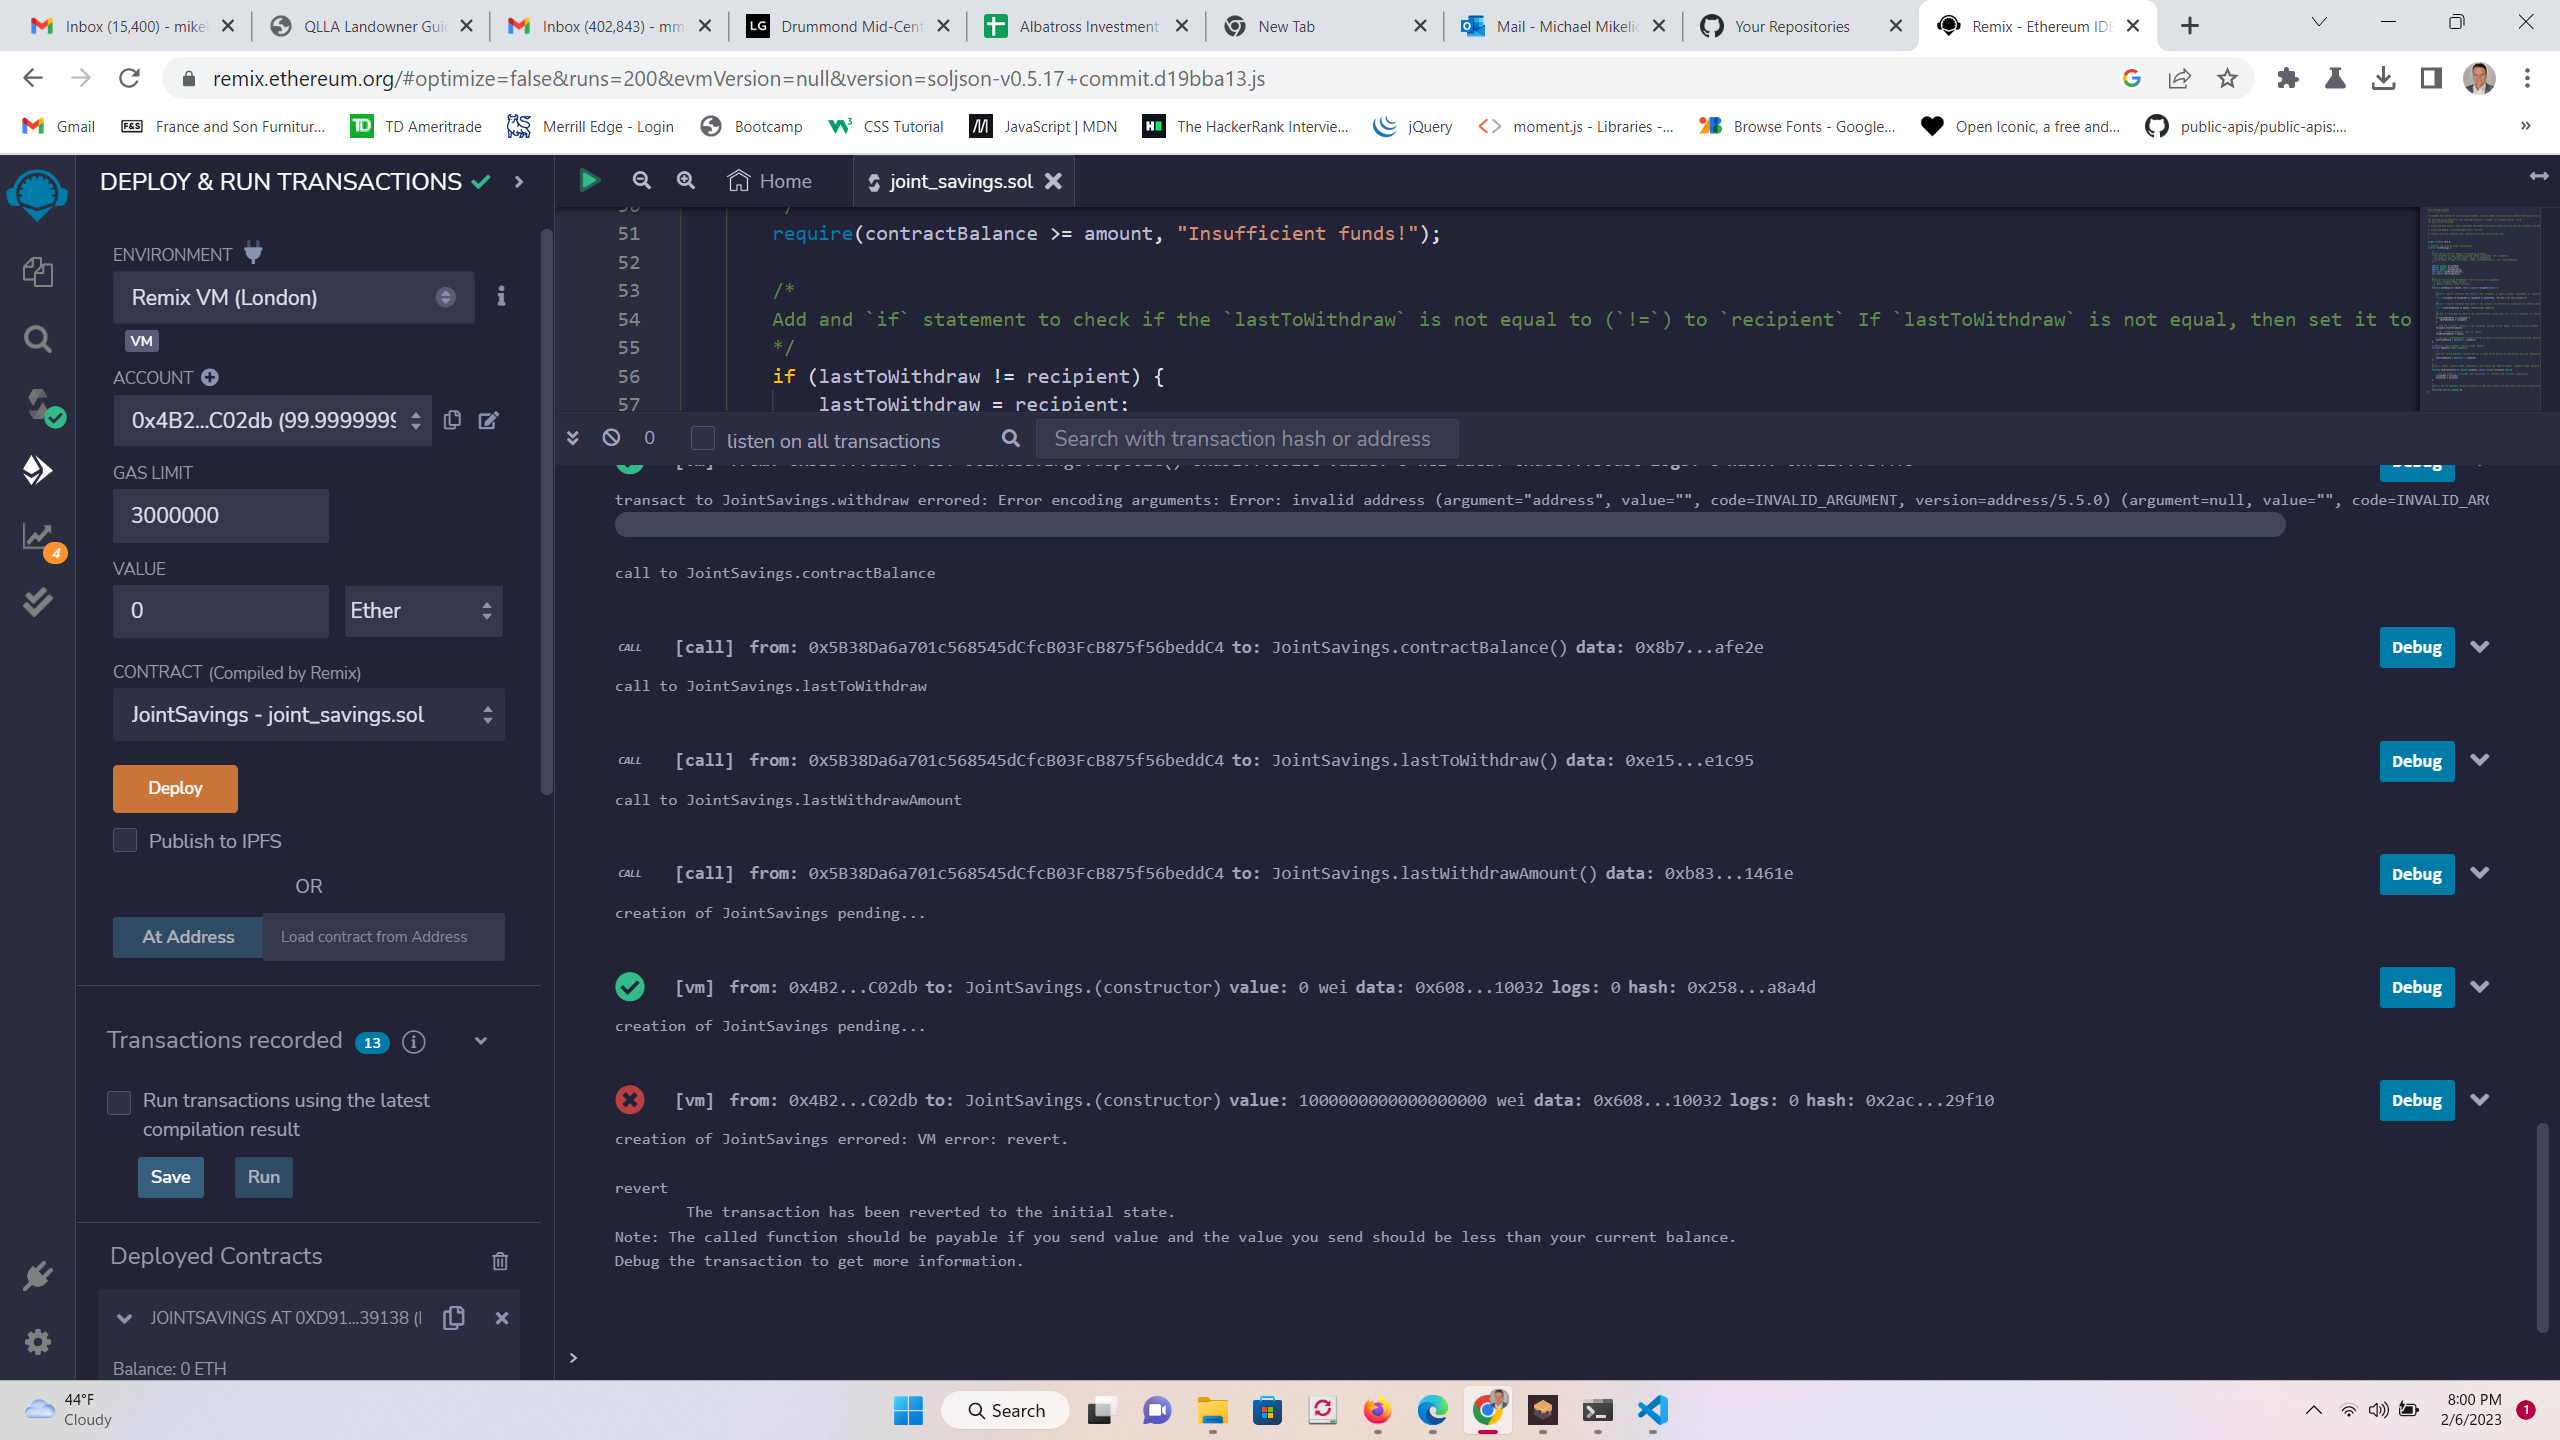 Inbox (15,400) - mike
QLLA Landowner Gui
Inbox (402,843) - mm
LG Drummond Mid-Cent
Albatross Investment
New Tab
Mail - Michael Mikelic
Your Repositories
Remix - Ethereum IDE
remix.ethereum.org/#optimize=false&runs=200&evmVersion=null&version=soljson-v0.5.17+commit.d19bba13.js
Gmail
F&S France and Son Furnitur...
TD TD Ameritrade
Merrill Edge - Login
Bootcamp
CSS Tutorial
JavaScript | MDN
H The HackerRank Intervie...
jQuery
moment.js - Libraries -...
Browse Fonts - Google...
Open Iconic, a free and...
public-apis/public-apis:...
»
DEPLOY & RUN TRANSACTIONS
ENVIRONMENT
Remix VM (London)
VM
ACCOUNT
0x4B2...C02db (99.9999999
GAS LIMIT
3000000
VALUE
0
Ether
CONTRACT (Compiled by Remix)
JointSavings - joint_savings.sol
Deploy
Publish to IPFS
OR
At Address
Load contract from Address
Transactions recorded 13
Run transactions using the latest
compilation result
Save
Run
Deployed Contracts
JOINTSAVINGS AT 0XD91...39138 (
Balance: 0 ETH
4
Home
joint_savings.sol
51 require(contractBalance >= amount, "Insufficient funds!");
52
53 /*
54 Add and `if` statement to check if the `lastToWithdraw` is not equal to (`!=`) to `recipient` If `lastToWithdraw` is not equal, then set it to
55 */
56 if (lastToWithdraw != recipient) {
57 lastToWithdraw = recipient;
0
listen on all transactions
Search with transaction hash or address
transact to JointSavings.withdraw errored: Error encoding arguments: Error: invalid address (argument="address", value="", code=INVALID_ARGUMENT, version=address/5.5.0) (argument=null, value="", code=INVALID_ARG
call to JointSavings.contractBalance
CALL [call] from: 0x5B38Da6a701c568545dCfcB03FcB875f56beddC4 to: JointSavings.contractBalance() data: 0x8b7...afe2e
Debug
call to JointSavings.lastToWithdraw
CALL [call] from: 0x5B38Da6a701c568545dCfcB03FcB875f56beddC4 to: JointSavings.lastToWithdraw() data: 0xe15...e1c95
Debug
call to JointSavings.lastWithdrawAmount
CALL [call] from: 0x5B38Da6a701c568545dCfcB03FcB875f56beddC4 to: JointSavings.lastWithdrawAmount() data: 0xb83...1461e
Debug
creation of JointSavings pending...
[vm] from: 0x4B2...C02db to: JointSavings.(constructor) value: 0 wei data: 0x608...10032 logs: 0 hash: 0x258...a8a4d
Debug
creation of JointSavings pending...
[vm] from: 0x4B2...C02db to: JointSavings.(constructor) value: 1000000000000000000 wei data: 0x608...10032 logs: 0 hash: 0x2ac...29f10
Debug
creation of JointSavings errored: VM error: revert.
revert
The transaction has been reverted to the initial state.
Note: The called function should be payable if you send value and the value you send should be less than your current balance.
Debug the transaction to get more information.
>
44°F
Cloudy
Search
8:00 PM
2/6/2023
1